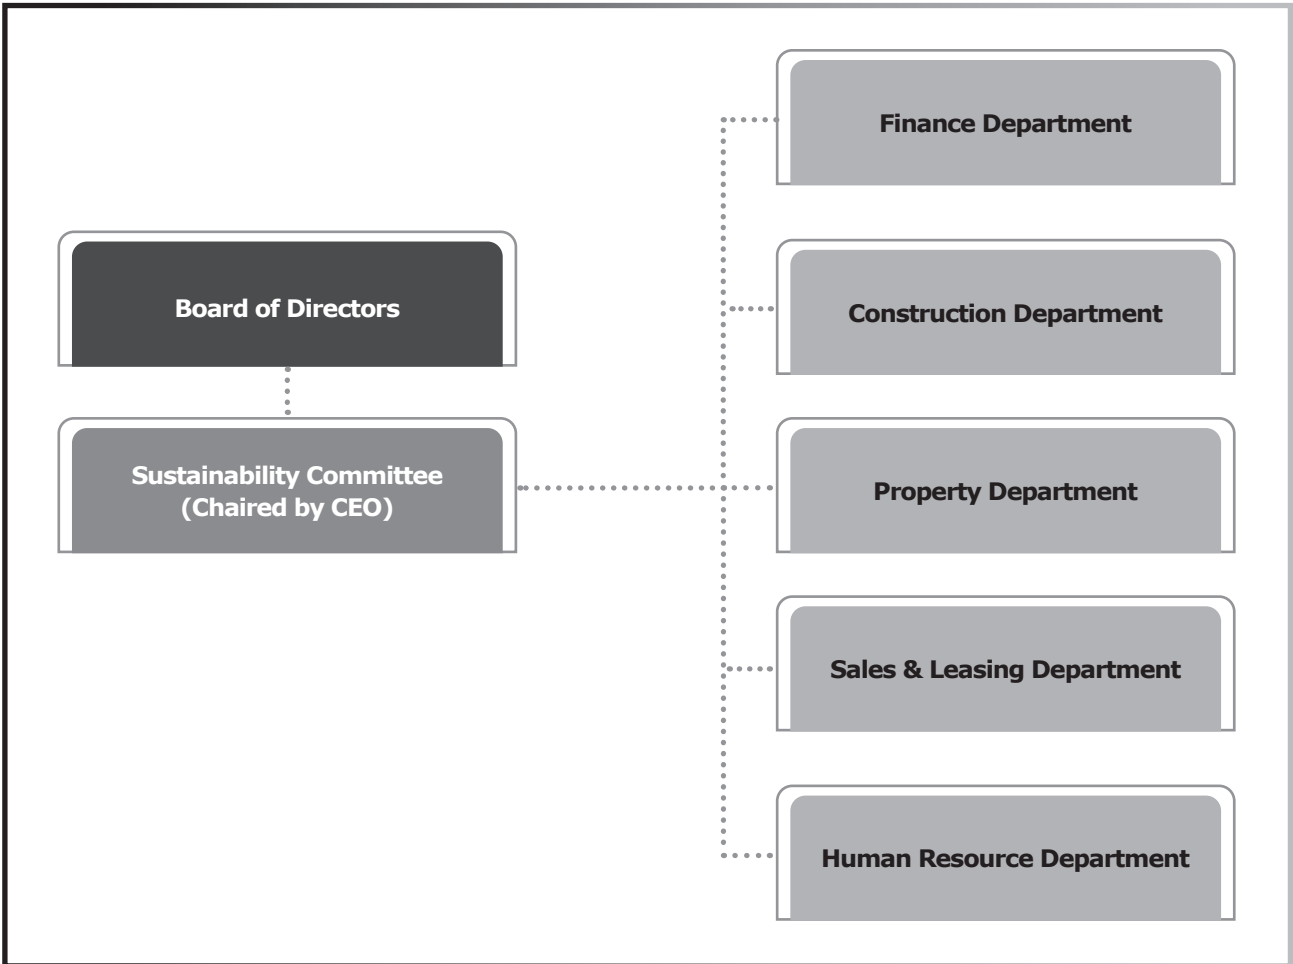 Board of Directors
Sustainability Committee
(Chaired by CEO)
Finance Department
Construction Department
Property Department
Sales & Leasing Department
Human Resource Department